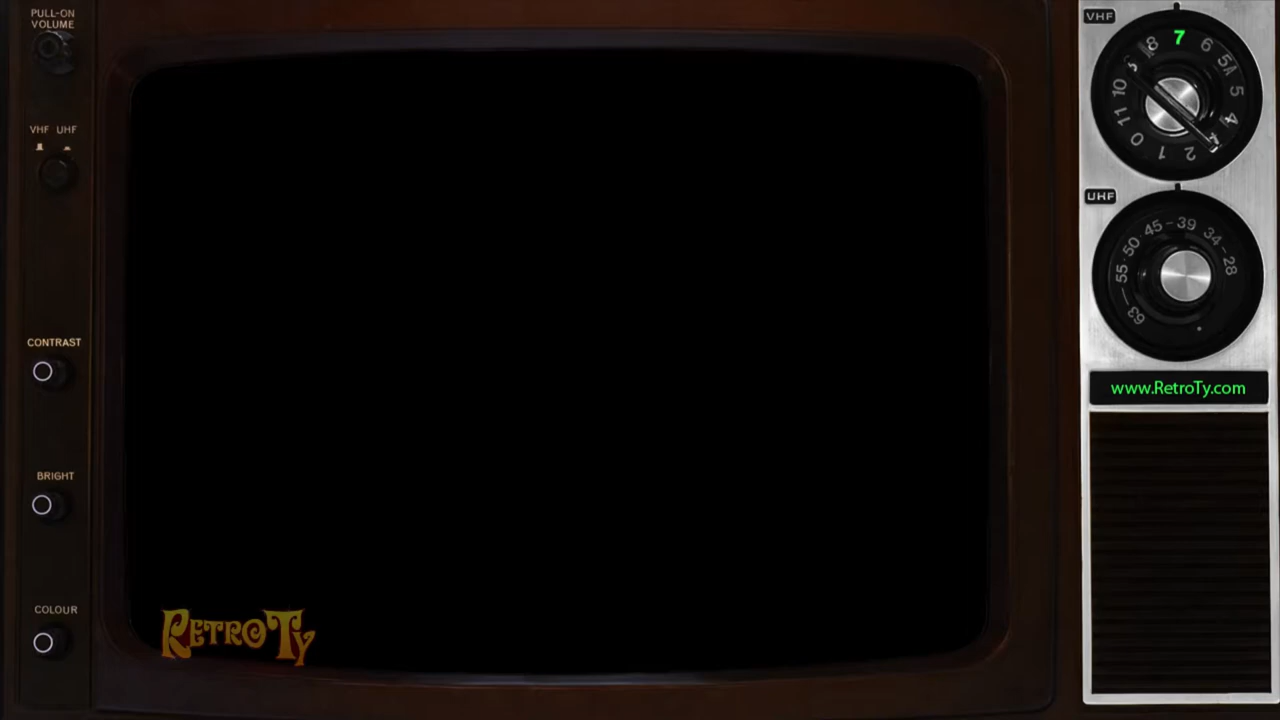 PULL-ON
VOLUME
VHF UHF
CONTRAST
BRIGHT
COLOUR
RETROTY
VHF
7
6
5A
5
4
2
1
0
11
10
9
8
UHF
63—55·50 45-39 34-28
www.RetroTy.com